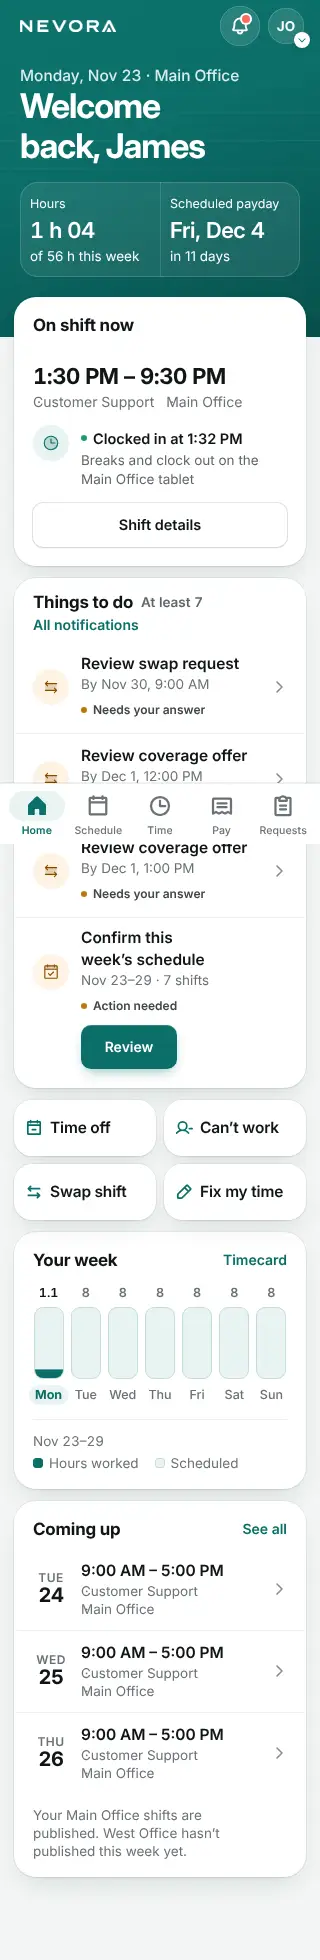 NEVORA
JO
Monday, Nov 23 · Main Office
Welcome
back, James
Hours
1 h 04
of 56 h this week
Scheduled payday
Fri, Dec 4
in 11 days
On shift now
1:30 PM – 9:30 PM
Customer Support Main Office
Clocked in at 1:32 PM
Breaks and clock out on the
Main Office tablet
Shift details
Things to do At least 7
All notifications
Review swap request
By Nov 30, 9:00 AM
Needs your answer
Review coverage offer
By Dec 1, 12:00 PM
Home Schedule Time Pay Requests
Review coverage offer
By Dec 1, 1:00 PM
Needs your answer
Confirm this
week’s schedule
Nov 23–29 · 7 shifts
Action needed
Review
Time off
Can’t work
Swap shift
Fix my time
Your week
Timecard
1.1 8 8 8 8 8 8
Mon Tue Wed Thu Fri Sat Sun
Nov 23–29
Hours worked Scheduled
Coming up
See all
TUE
24
9:00 AM – 5:00 PM
Customer Support
Main Office
WED
25
9:00 AM – 5:00 PM
Customer Support
Main Office
THU
26
9:00 AM – 5:00 PM
Customer Support
Main Office
Your Main Office shifts are
published. West Office hasn’t
published this week yet.